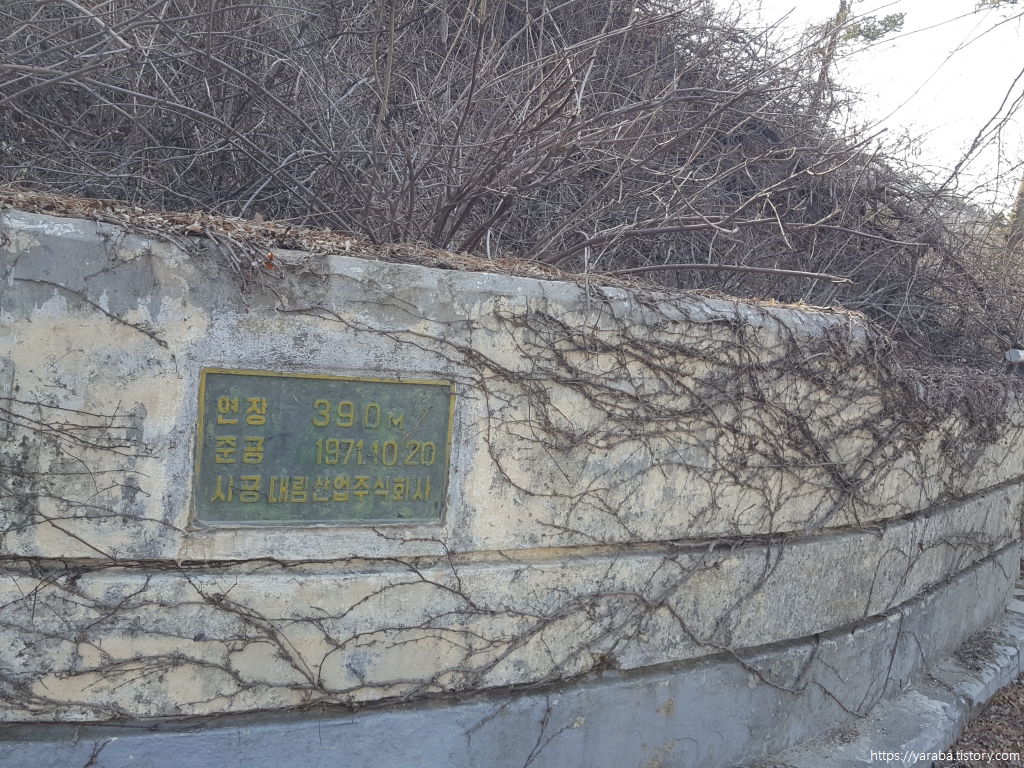 연장 390M
준공 1971.10.20
시공 대림산업주식회사
https://yaraba.tistory.com